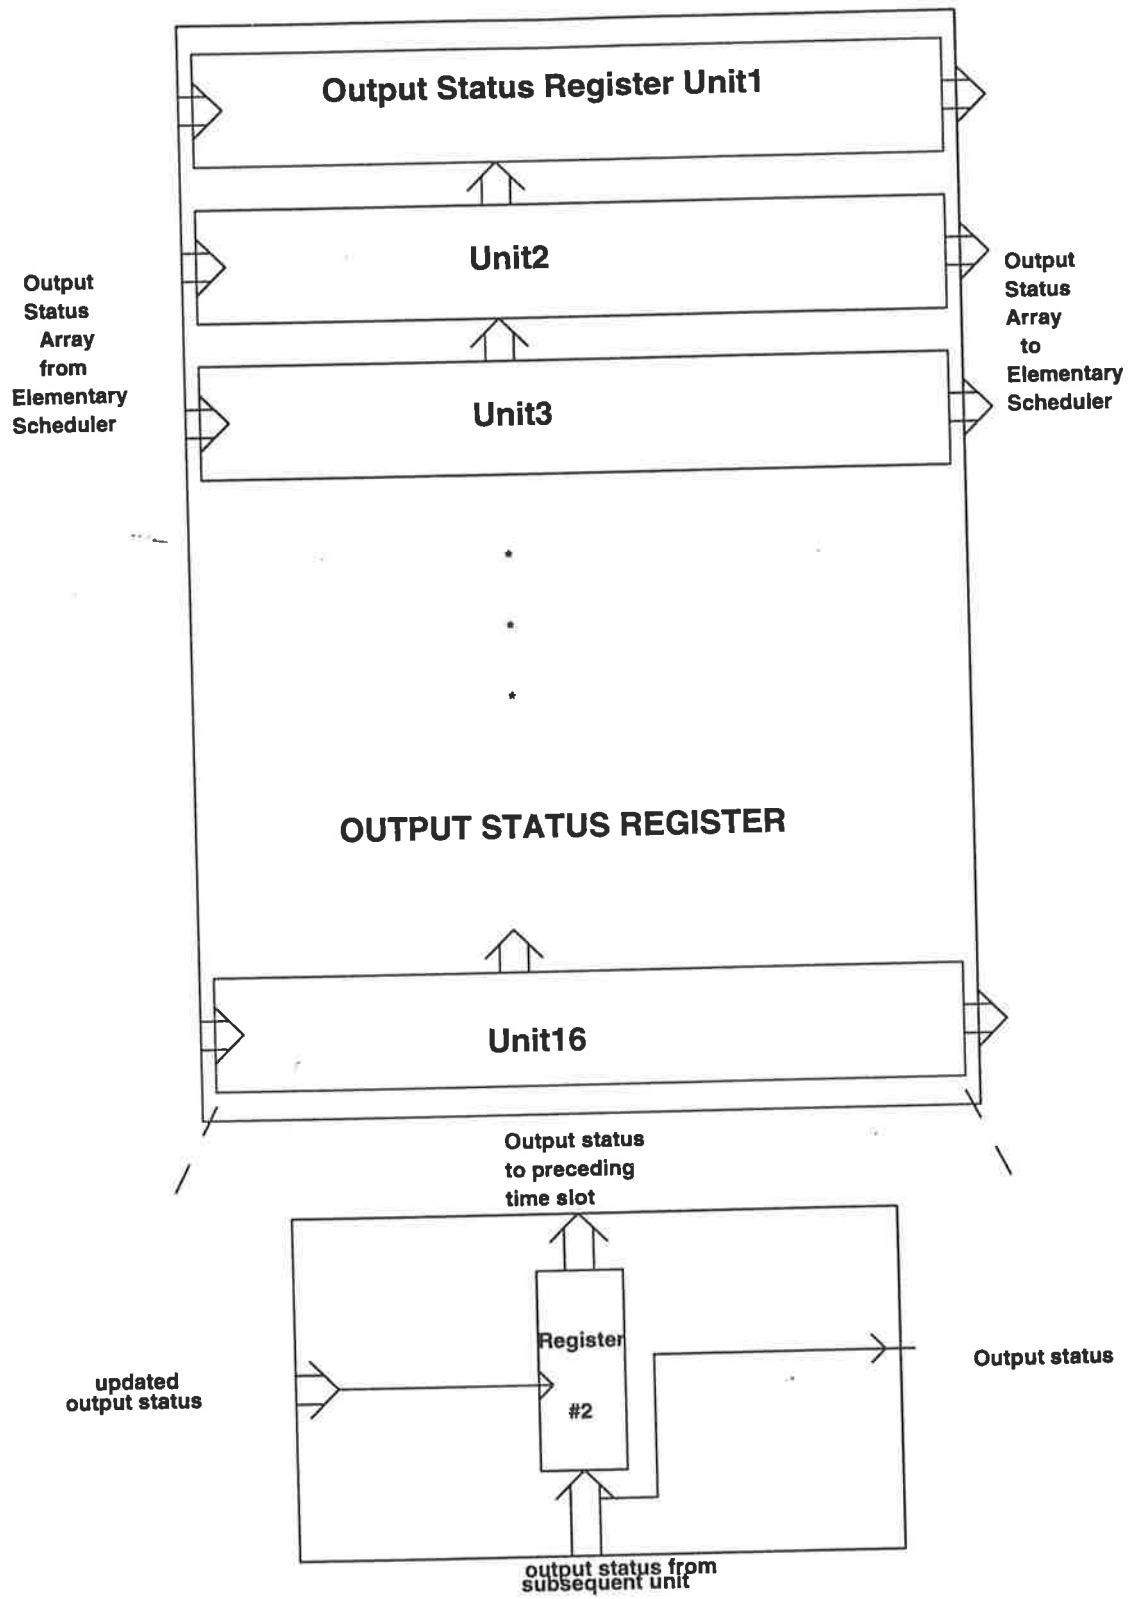 Output Status Register Unit1
Unit2
Output
Status
Array
from
Elementary
Scheduler
Output
Status
Array
to
Elementary
Scheduler
Unit3
*
*
*
OUTPUT STATUS REGISTER
Unit16
Output status
to preceding
time slot
Register
#2
updated
output status
Output status
output status from
subsequent unit